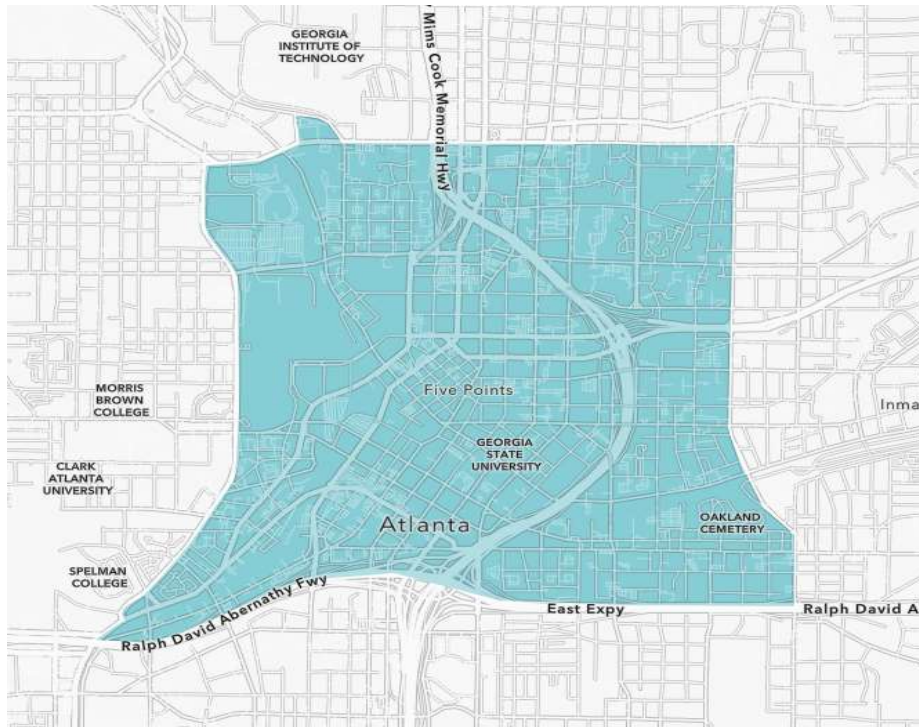 GEORGIA
INSTITUTE OF
TECHNOLOGY
Mims Cook Memorial Hwy
MORRIS
BROWN
COLLEGE
Five Points
Inma
GEORGIA
STATE
UNIVERSITY
CLARK
ATLANTA
UNIVERSITY
Atlanta
OAKLAND
CEMETERY
SPELMAN
COLLEGE
Ralph David Abernathy Fwy
East Expy
Ralph David A